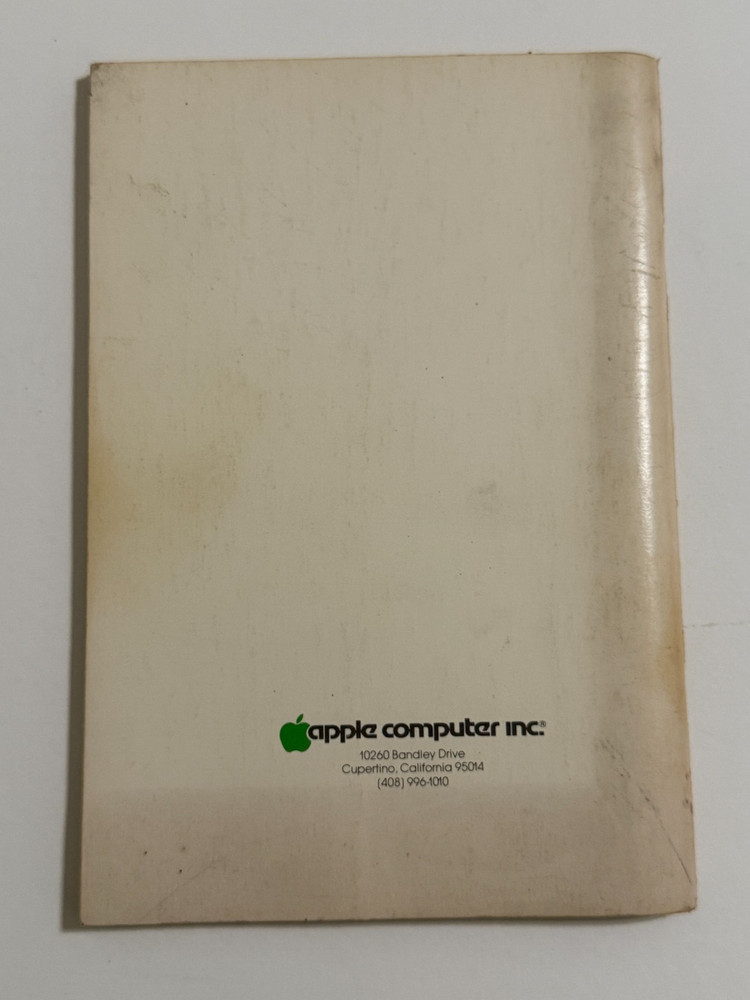 apple computer inc.®
10260 Bandley Drive
Cupertino, California 95014
(408) 996-1010